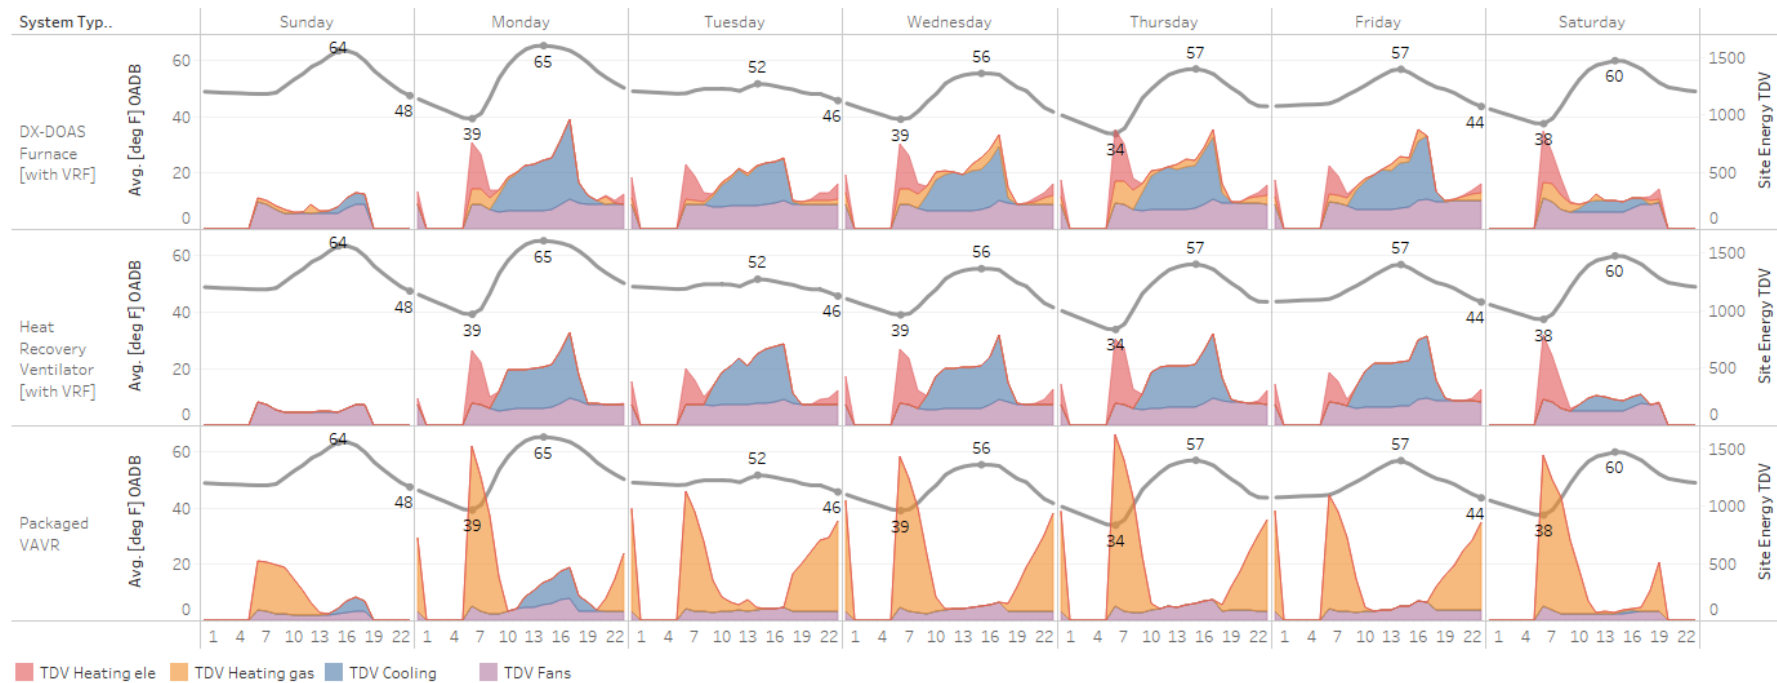 System Typ.. Sunday Monday Tuesday Wednesday Thursday Friday Saturday
DX-DOAS
Furnace
[with VRF]
Avg. [deg F] OADB
60
40
20
0
64 48 39 65 52 46 39 56 34 57 57 44 38 60
1500
1000
500
0
Site Energy TDV
Heat
Recovery
Ventilator
[with VRF]
Avg. [deg F] OADB
60
40
20
0
64 48 39 65 52 46 39 56 34 57 57 44 38 60
1500
1000
500
0
Site Energy TDV
Packaged
VAVR
Avg. [deg F] OADB
60
40
20
0
64 48 39 65 52 46 39 56 34 57 57 44 38 60
1500
1000
500
0
Site Energy TDV
1 4 7 10 13 16 19 22 1 4 7 10 13 16 19 22 1 4 7 10 13 16 19 22 1 4 7 10 13 16 19 22 1 4 7 10 13 16 19 22 1 4 7 10 13 16 19 22 1 4 7 10 13 16 19 22
TDV Heating ele TDV Heating gas TDV Cooling TDV Fans